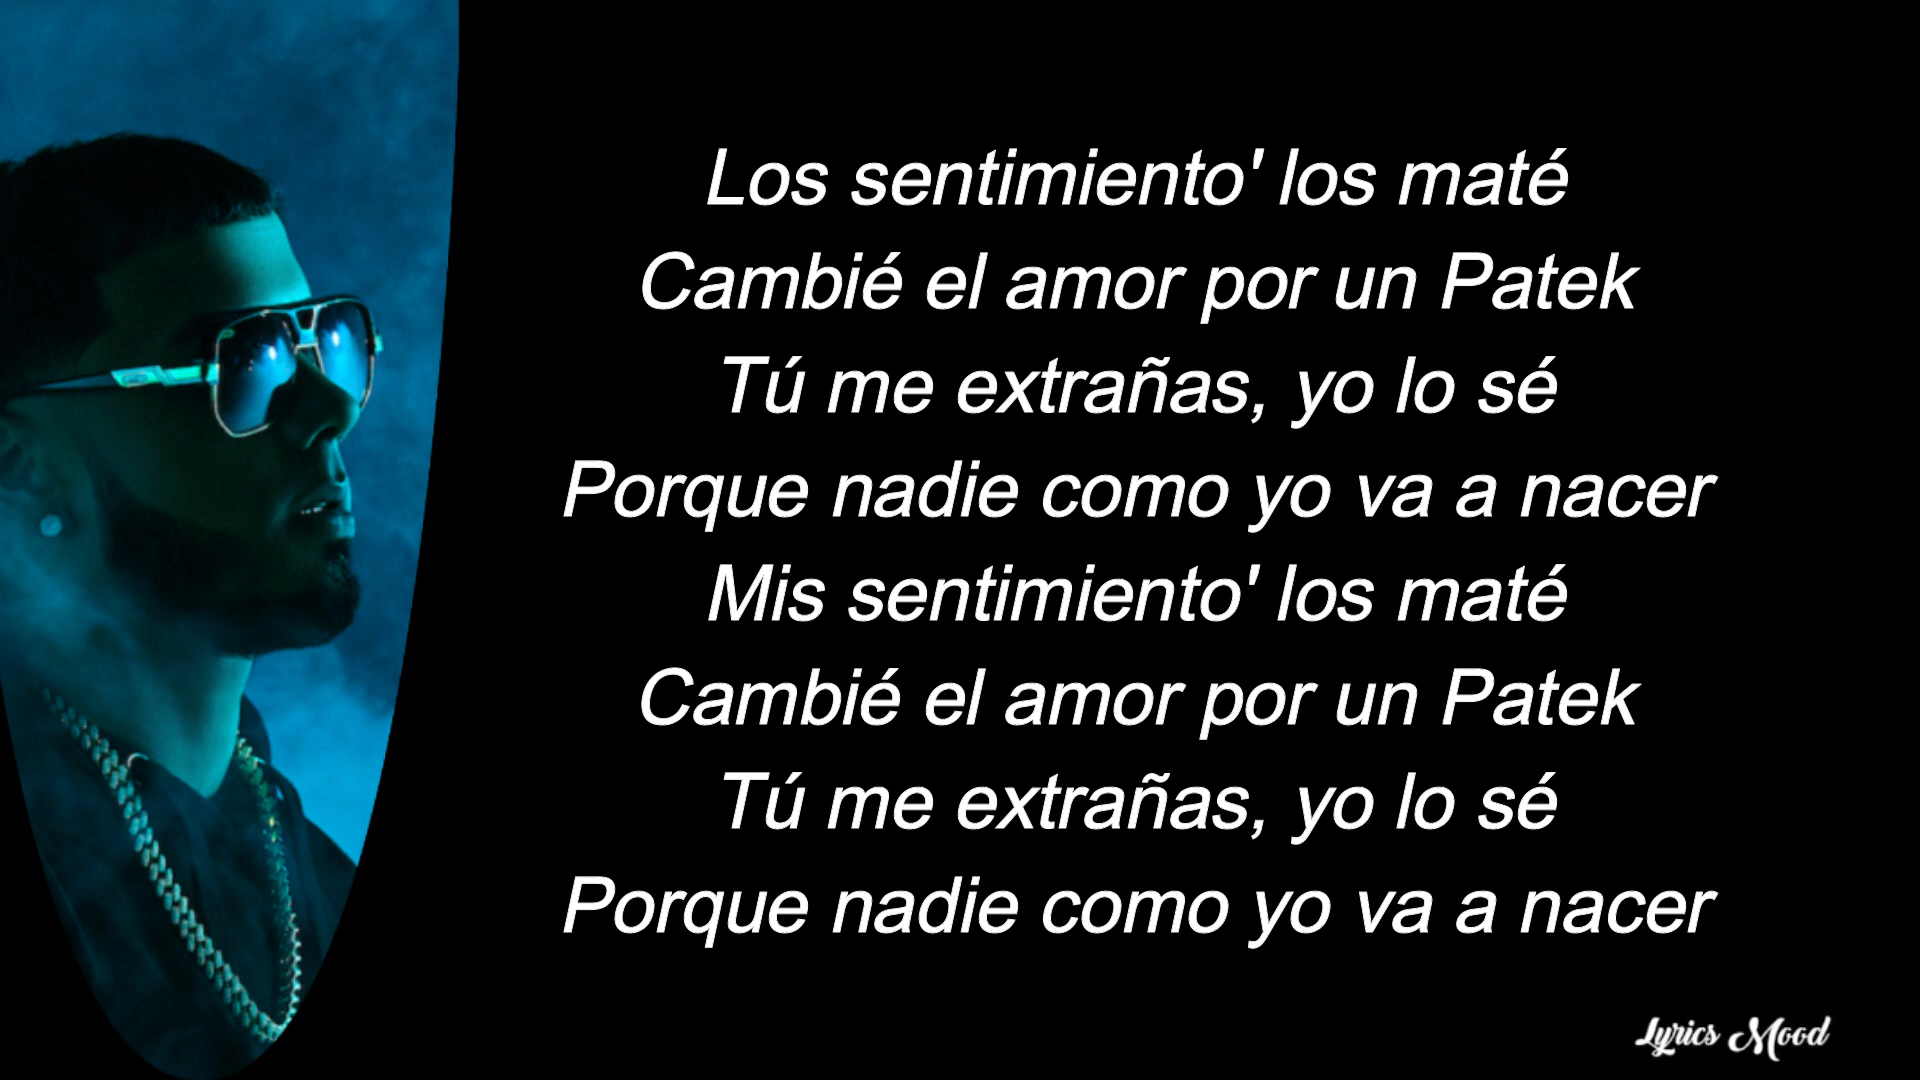 Los sentimiento' los maté
Cambié el amor por un Patek
Tú me extrañas, yo lo sé
Porque nadie como yo va a nacer
Mis sentimiento' los maté
Cambié el amor por un Patek
Tú me extrañas, yo lo sé
Porque nadie como yo va a nacer
Lyrics Mood